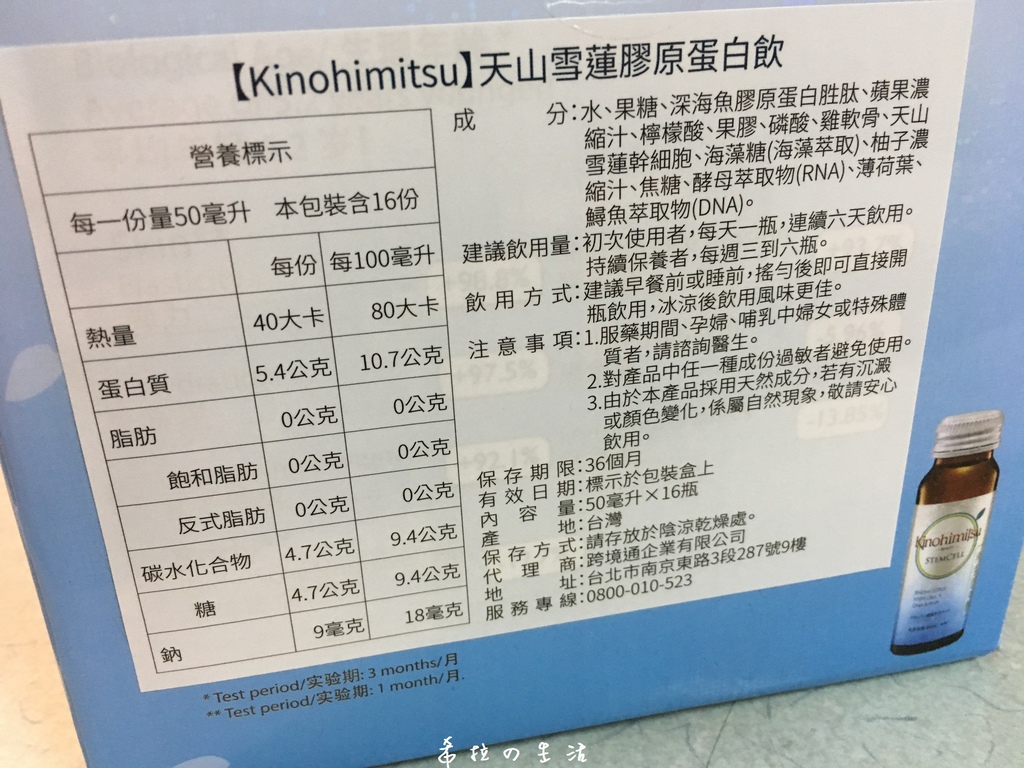 【Kinohimitsu】天山雪蓮膠原蛋白飲
營養標示
每一份量50毫升 本包裝含16份
每份 每100毫升
熱量 40大卡 80大卡
蛋白質 5.4公克 10.7公克
脂肪 0公克 0公克
飽和脂肪 0公克 0公克
反式脂肪 0公克 0公克
碳水化合物 4.7公克 9.4公克
糖 4.7公克 9.4公克
鈉 9毫克 18毫克
成分:水、果糖、深海魚膠原蛋白胜肽、蘋果濃
縮汁、檸檬酸、果膠、磷酸、雞軟骨、天山
雪蓮幹細胞、海藻糖(海藻萃取)、柚子濃
縮汁、焦糖、酵母萃取物(RNA)、薄荷葉、
鱘魚萃取物(DNA)。
建議飲用量:初次使用者,每天一瓶,連續六天飲用。
持續保養者,每週三到六瓶。
飲用方式:建議早餐前或睡前,搖勻後即可直接開
瓶飲用,冰涼後飲用風味更佳。
注意事項:1.服藥期間、孕婦、哺乳中婦女或特殊體
質者,請諮詢醫生。
2.對產品中任一種成份過敏者避免使用。
3.由於本產品採用天然成分,若有沉澱
或顏色變化,係屬自然現象,敬請安心
飲用。
保存期限:36個月
有效日期:標示於包裝盒上
內容量:50毫升×16瓶
產地:台灣
保存方式:請存放於陰涼乾燥處。
代理商:跨境通企業有限公司
地址:台北市南京東路3段287號9樓
服務專線:0800-010-523
* Test period/实验期: 3 months/月
** Test period/实验期: 1 month/月.
Kinohimitsu
STEMCELL
希拉の生活